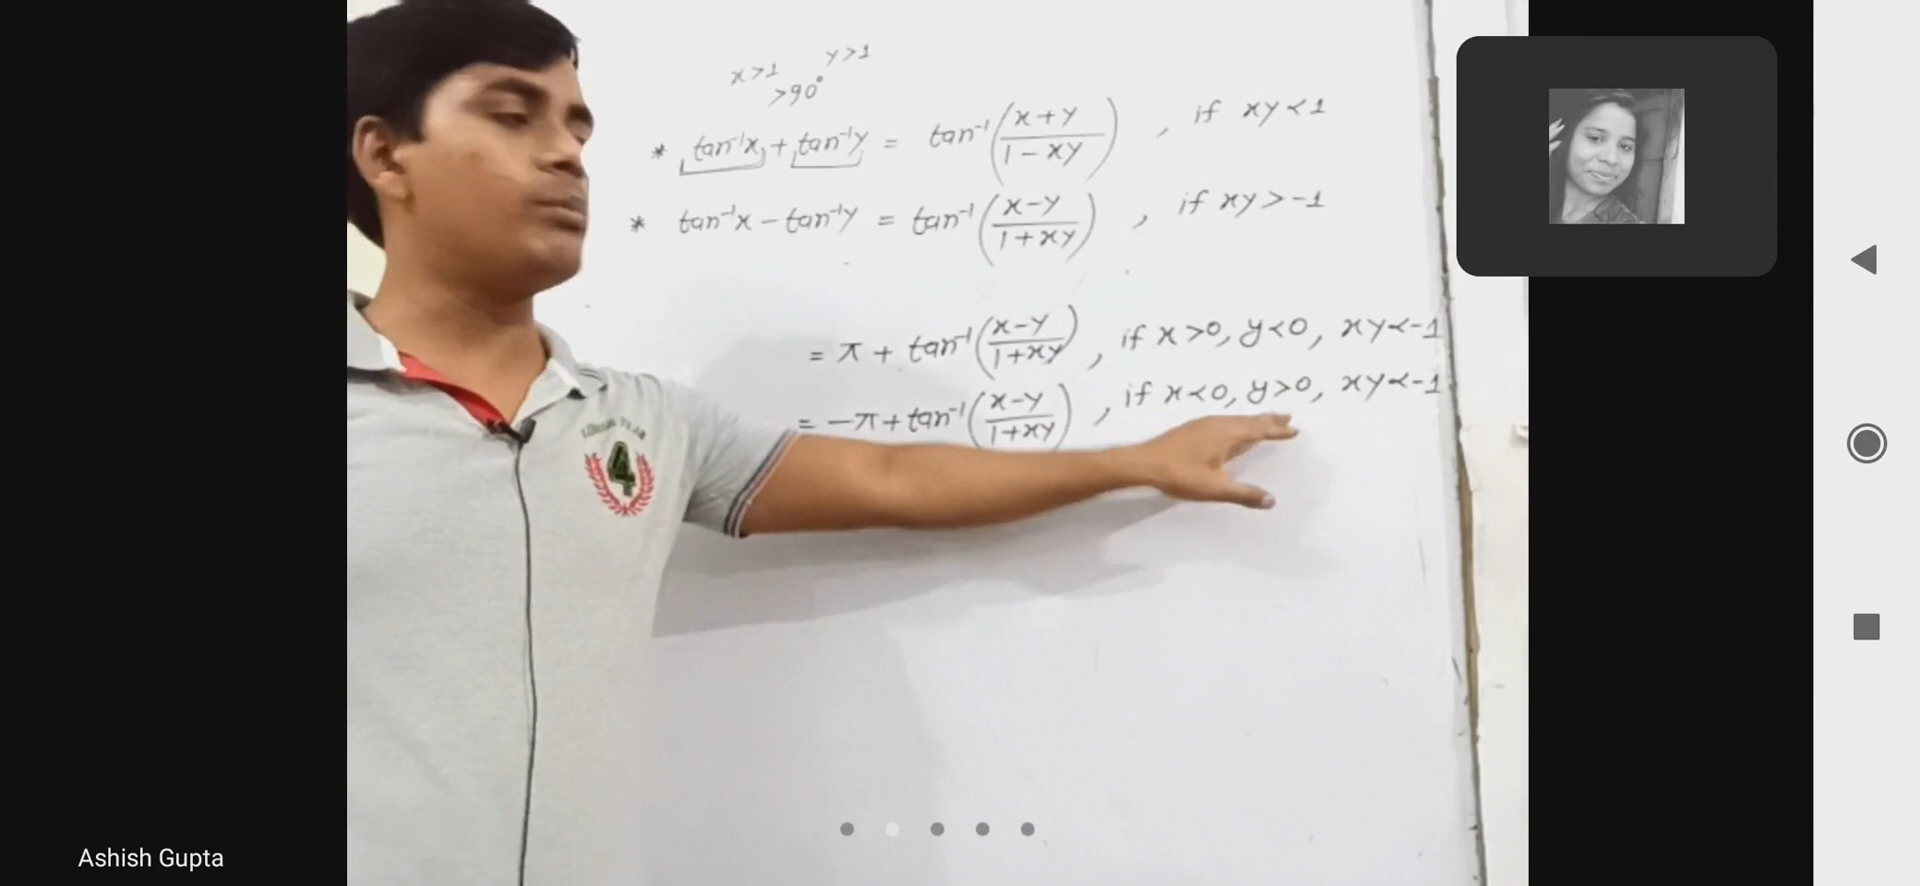 x>1 y>1
>90°
* tan⁻¹x + tan⁻¹y = tan⁻¹((x+y)/(1-xy)) , if xy<1
* tan⁻¹x - tan⁻¹y = tan⁻¹((x-y)/(1+xy)) , if xy>-1
= π + tan⁻¹((x-y)/(1+xy)) , if x>0, y<0, xy<-1
= -π + tan⁻¹((x-y)/(1+xy)) , if x<0, y>0, xy<-1
4
Ashish Gupta